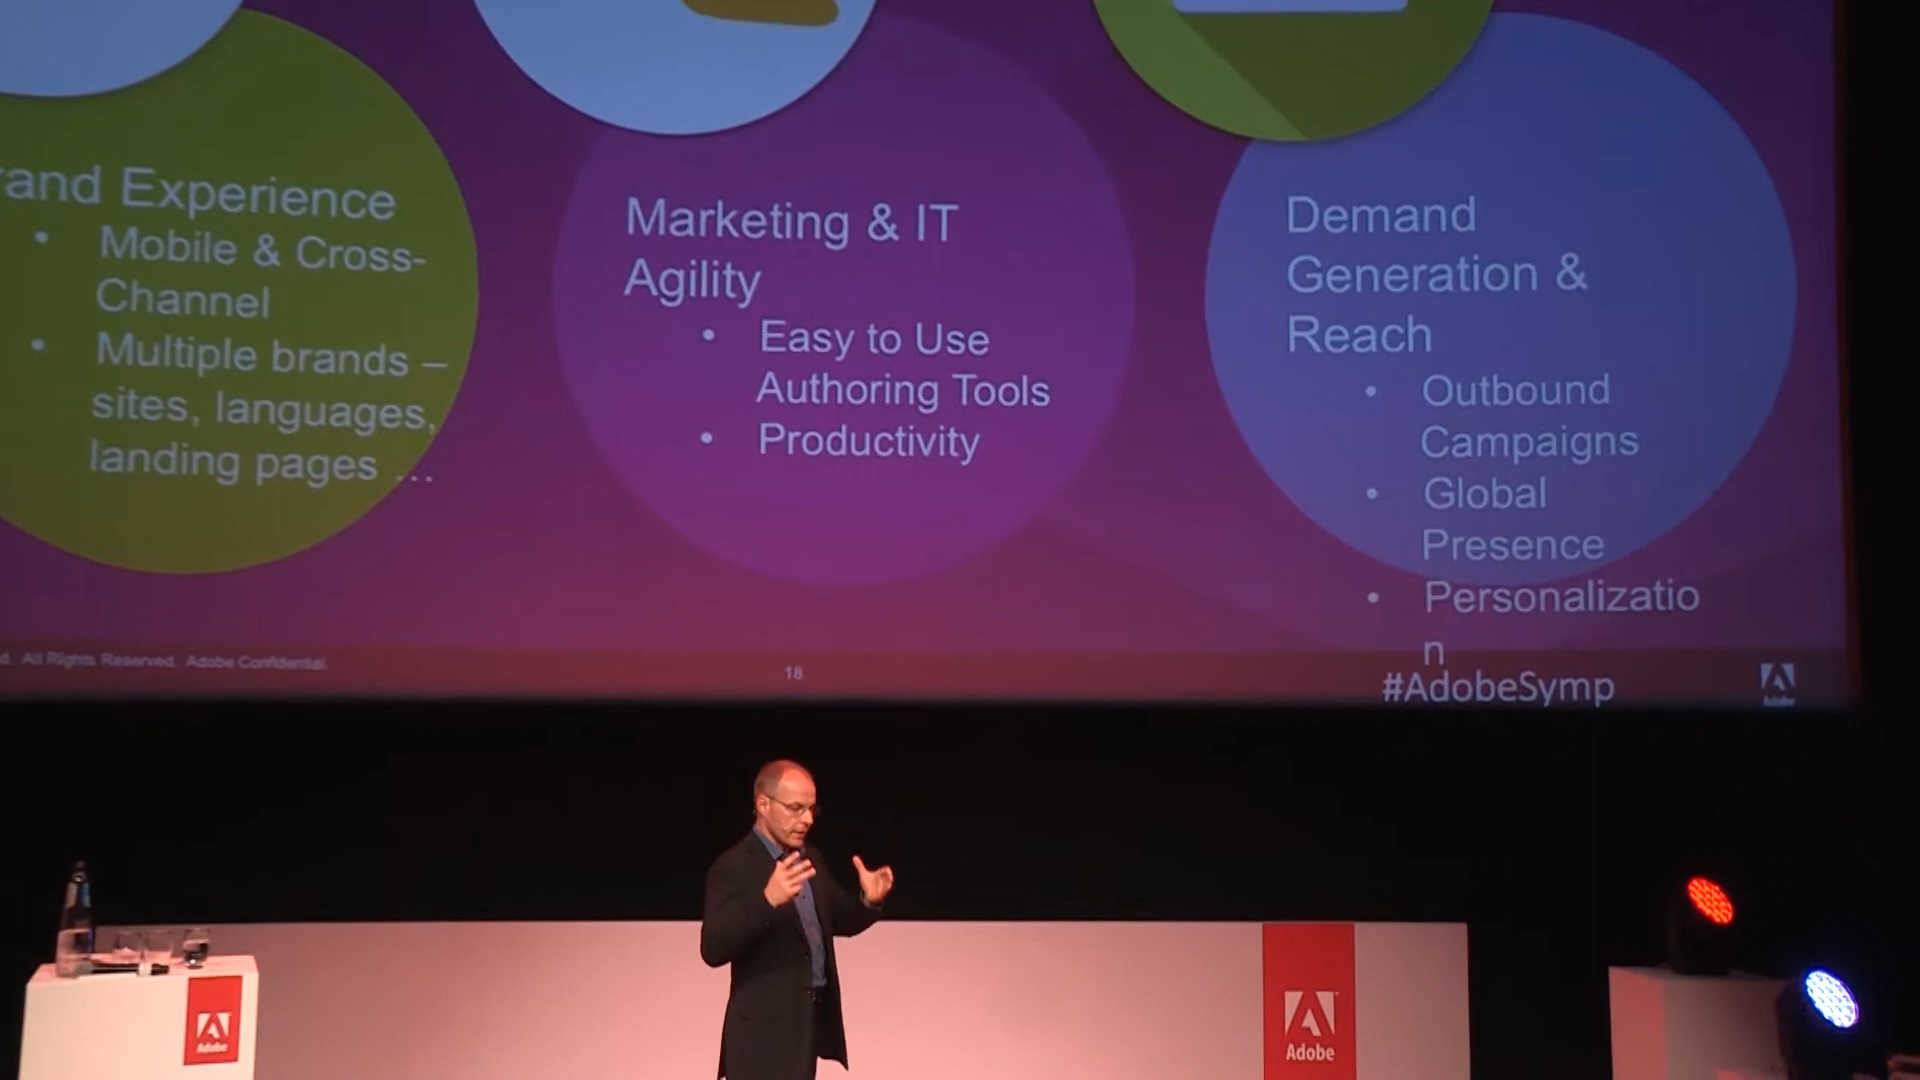 rand Experience
• Mobile & Cross-
Channel
• Multiple brands –
sites, languages,
landing pages …
Marketing & IT
Agility
• Easy to Use
Authoring Tools
• Productivity
Demand
Generation &
Reach
• Outbound
Campaigns
• Global
Presence
• Personalizatio
n
d. All Rights Reserved. Adobe Confidential.
18
#AdobeSymp
Adobe
Adobe
Adobe